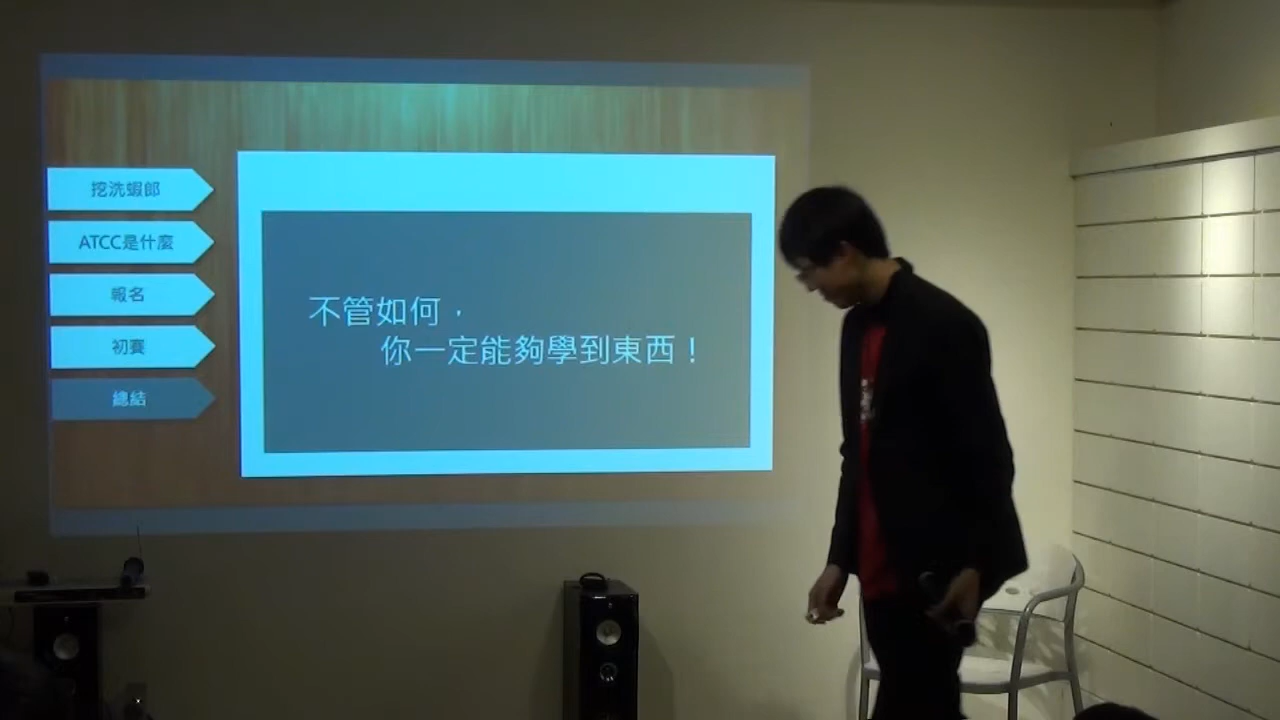 挖洗蝦郎
ATCC是什麼
報名
初賽
總結
不管如何，
你一定能夠學到東西！